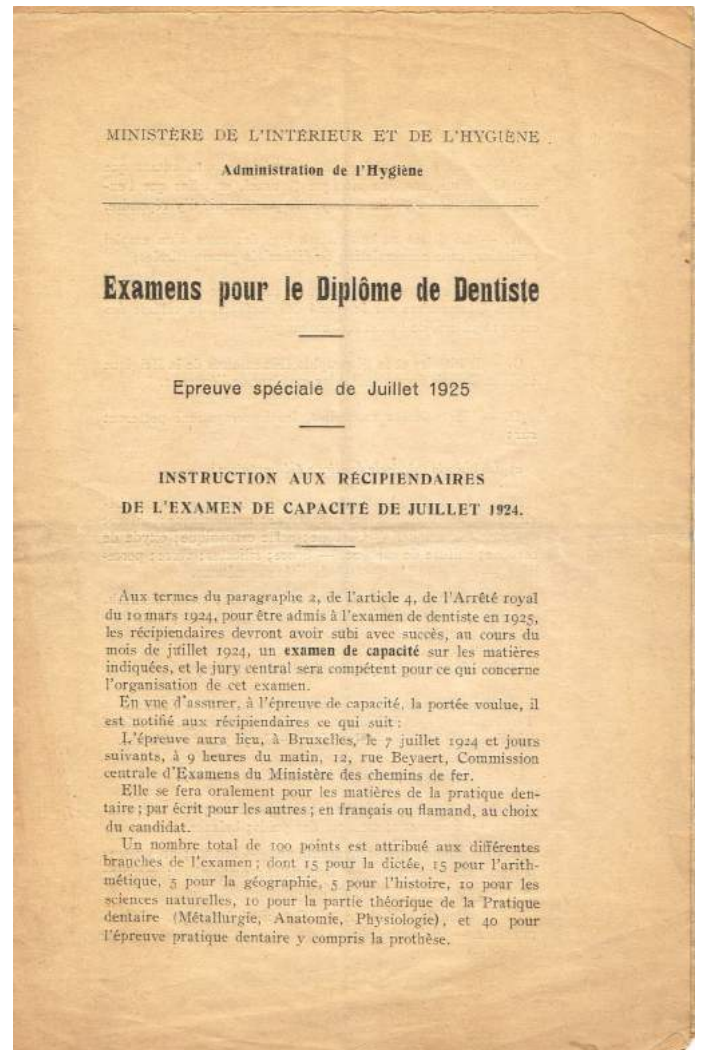 MINISTÈRE DE L'INTÉRIEUR ET DE L'HYGIÈNE
Administration de l'Hygiène
Examens pour le Diplôme de Dentiste
Epreuve spéciale de Juillet 1925
INSTRUCTION AUX RÉCIPIENDAIRES
DE L'EXAMEN DE CAPACITÉ DE JUILLET 1924.
Aux termes du paragraphe 2, de l'article 4, de l'Arrêté royal
du 10 mars 1924, pour être admis à l'examen de dentiste en 1925,
les récipiendaires devront avoir subi avec succès, au cours du
mois de juillet 1924, un examen de capacité sur les matières
indiquées, et le jury central sera compétent pour ce qui concerne
l'organisation de cet examen.
En vue d'assurer, à l'épreuve de capacité, la portée voulue, il
est notifié aux récipiendaires ce qui suit :
L'épreuve aura lieu, à Bruxelles, le 7 juillet 1924 et jours
suivants, à 9 heures du matin, 12, rue Beyaert, Commission
centrale d'Examens du Ministère des chemins de fer.
Elle se fera oralement pour les matières de la pratique den-
taire ; par écrit pour les autres ; en français ou flamand, au choix
du candidat.
Un nombre total de 100 points est attribué aux différentes
branches de l'examen ; dont 15 pour la dictée, 15 pour l'arith-
métique, 5 pour la géographie, 5 pour l'histoire, 10 pour les
sciences naturelles, 10 pour la partie théorique de la Pratique
dentaire (Métallurgie, Anatomie, Physiologie), et 40 pour
l'épreuve pratique dentaire y compris la prothèse.